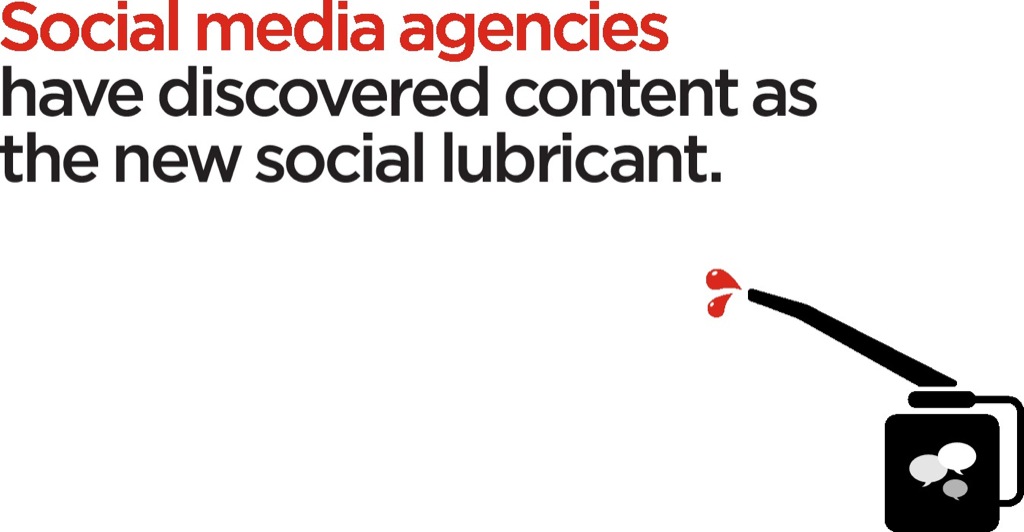 Social media agencies
have discovered content as
the new social lubricant.